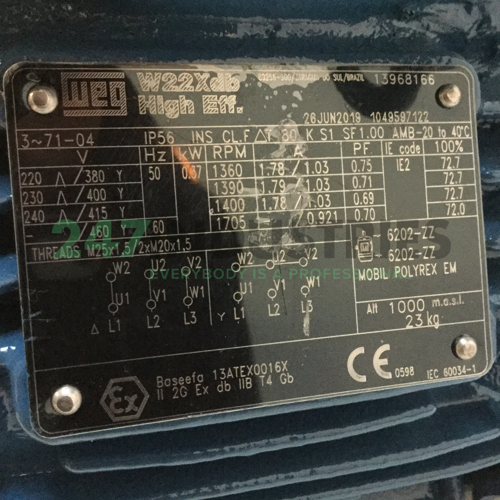 WEG W22Xdb 13968166
High Eff. 26JUN2019 1049597122
3~71-04 IP56 INS CL.F ΔT 80 K S1 SF1.00 AMB-20 to 40°C
V Hz kW RPM A PF IE code 100%
220 Δ/380 Y 50 1360 1.78/1.03 0.75 IE2 72.7
230 Δ/400 Y 1390 1.79/1.03 0.71 72.7
240 Δ/415 Y 1400 1.78/1.03 0.69 72.7
-/460 Y 60 1705 /0.921 0.70 72.0
THREADS M25x1,5/2xM20x1,5
6202-ZZ
6202-ZZ
MOBIL POLYREX EM
W2 U2 V2 W2 U2 V2
U1 V1 W1 U1 V1 W1
Δ L1 L2 L3 Y L1 L2 L3
Alt 1000 m.a.s.l.
23 kg
247 INDUSTRIES
EVERYBODY IS A FRIEND
Ex Baseefa 13ATEX0016X
II 2G Ex db IIB T4 Gb
CE 0598 IEC 60034-1